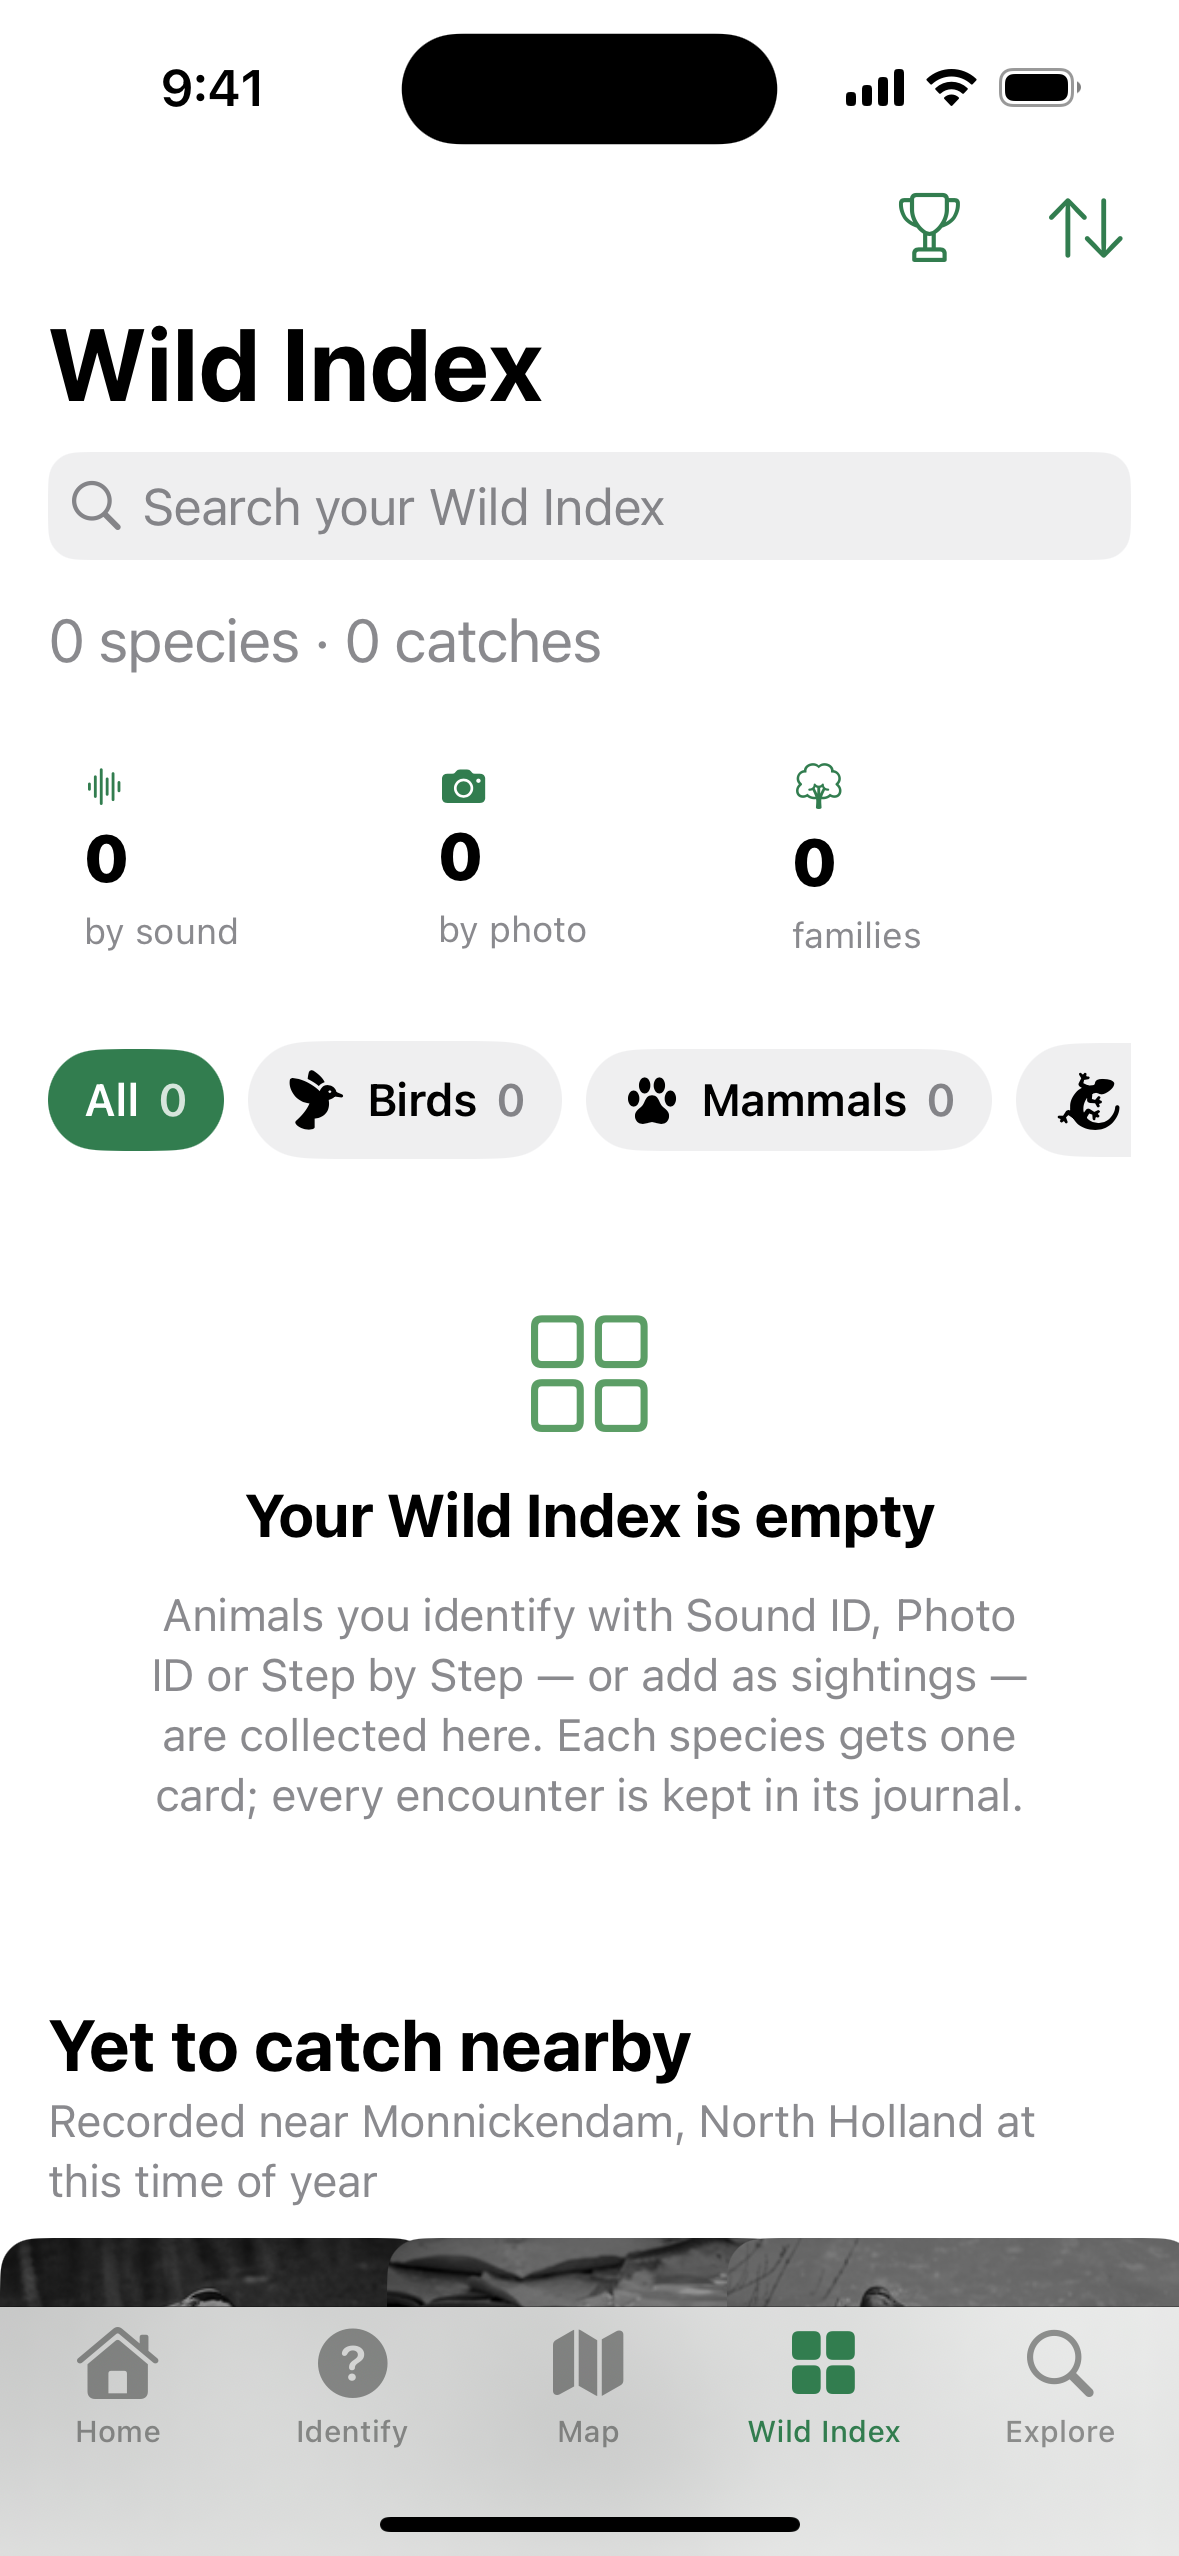 9:41
Wild Index
Search your Wild Index
0 species · 0 catches
0
by sound
0
by photo
0
families
All 0
Birds 0
Mammals 0
Your Wild Index is empty
Animals you identify with Sound ID, Photo
ID or Step by Step — or add as sightings —
are collected here. Each species gets one
card; every encounter is kept in its journal.
Yet to catch nearby
Recorded near Monnickendam, North Holland at
this time of year
Home
Identify
Map
Wild Index
Explore